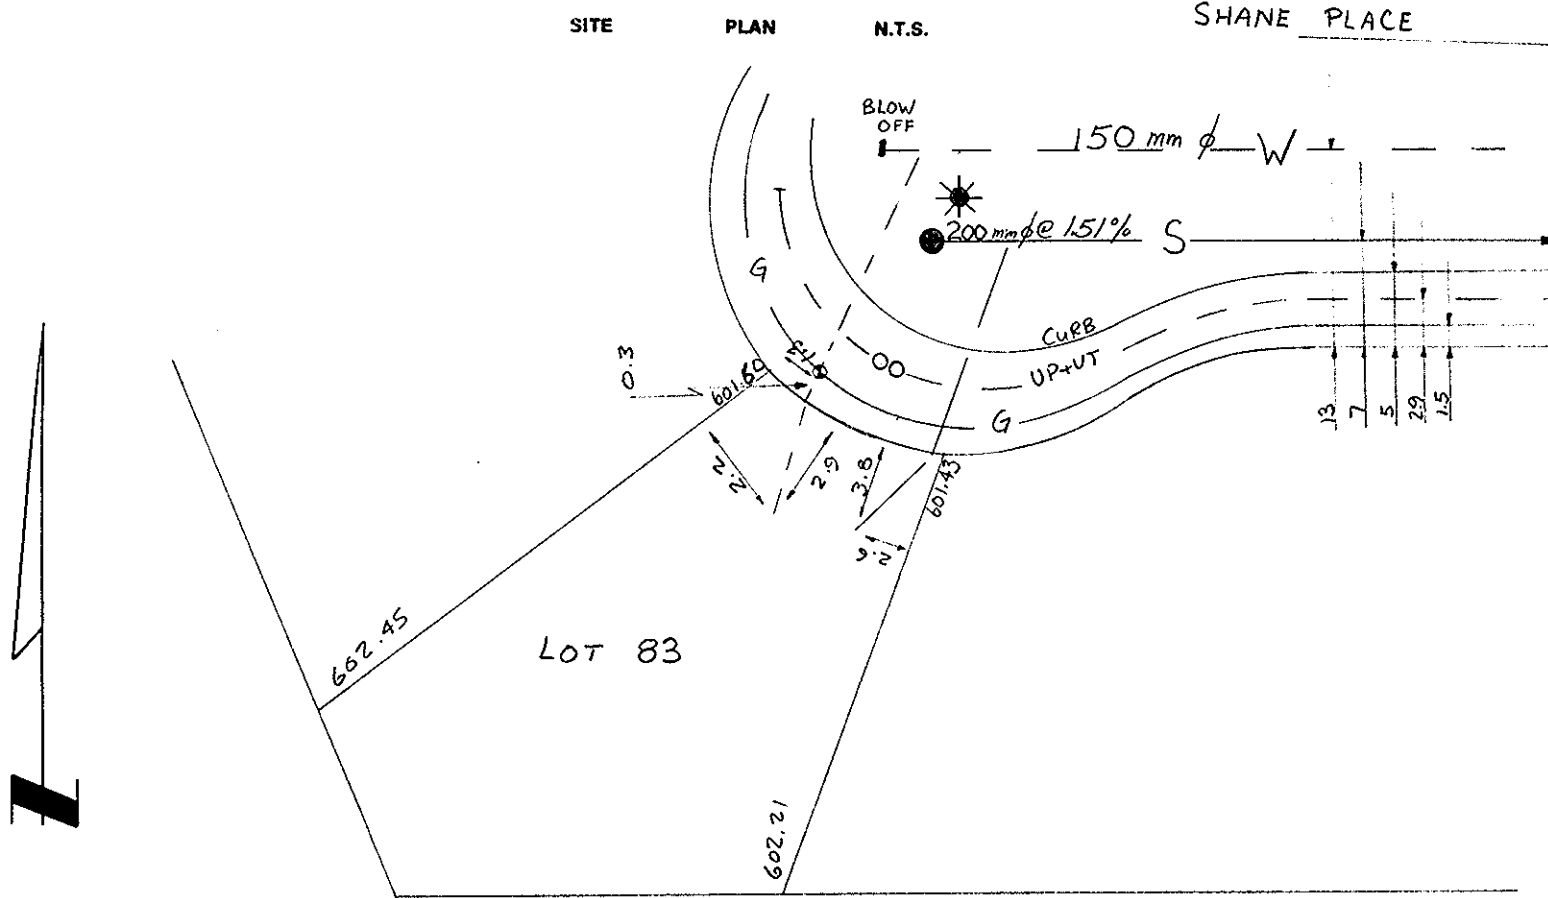 SITE PLAN N.T.S.
SHANE PLACE
BLOW
OFF
150 mm ϕ W
200 mm ϕ @ 1.51% S
G
CURB
UP+UT
G
0.3
1.3
601.60
601.43
2.2
2.9
3.8
2.6
13
7
5
2.9
1.5
602.45
LOT 83
602.21
N